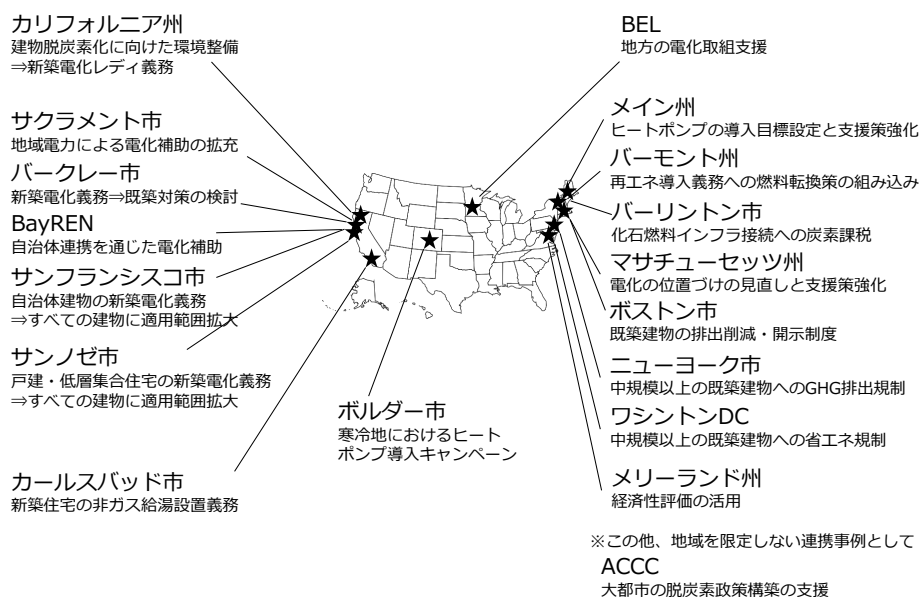 カリフォルニア州
建物脱炭素化に向けた環境整備
⇒新築電化レディ義務
サクラメント市
地域電力による電化補助の拡充
バークレー市
新築電化義務⇒既築対策の検討
BayREN
自治体連携を通じた電化補助
サンフランシスコ市
自治体建物の新築電化義務
⇒すべての建物に適用範囲拡大
サンノゼ市
戸建・低層集合住宅の新築電化義務
⇒すべての建物に適用範囲拡大
カールスバッド市
新築住宅の非ガス給湯設置義務
ボルダー市
寒冷地におけるヒート
ポンプ導入キャンペーン
BEL
地方の電化取組支援
メイン州
ヒートポンプの導入目標設定と支援策強化
バーモント州
再エネ導入義務への燃料転換策の組み込み
バーリントン市
化石燃料インフラ接続への炭素課税
マサチューセッツ州
電化の位置づけの見直しと支援策強化
ボストン市
既築建物の排出削減・開示制度
ニューヨーク市
中規模以上の既築建物へのGHG排出規制
ワシントンDC
中規模以上の既築建物への省エネ規制
メリーランド州
経済性評価の活用
※この他、地域を限定しない連携事例として
ACCC
大都市の脱炭素政策構築の支援